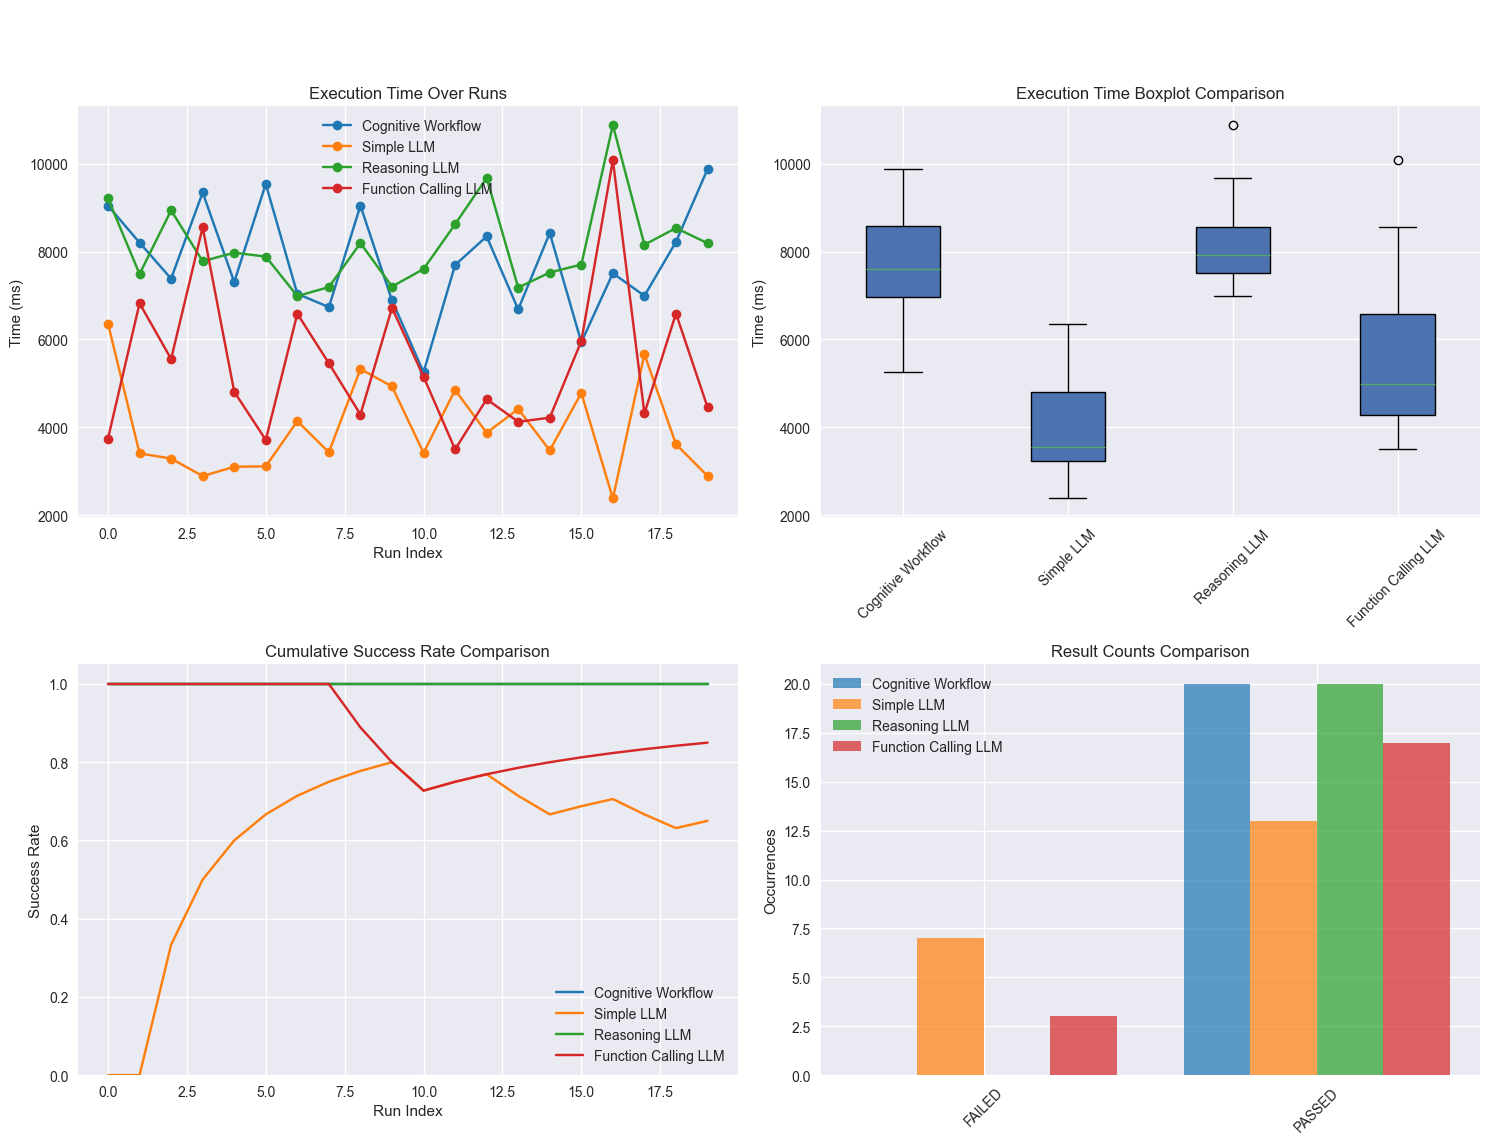 Execution Time Over Runs
Time (ms)
10000
8000
6000
4000
2000
Cognitive Workflow
Simple LLM
Reasoning LLM
Function Calling LLM
0.0 2.5 5.0 7.5 10.0 12.5 15.0 17.5
Run Index
Execution Time Boxplot Comparison
Time (ms)
10000
8000
6000
4000
2000
Cognitive Workflow
Simple LLM
Reasoning LLM
Function Calling LLM
Cumulative Success Rate Comparison
Success Rate
1.0
0.8
0.6
0.4
0.2
0.0
Cognitive Workflow
Simple LLM
Reasoning LLM
Function Calling LLM
0.0 2.5 5.0 7.5 10.0 12.5 15.0 17.5
Run Index
Result Counts Comparison
Occurrences
20.0
17.5
15.0
12.5
10.0
7.5
5.0
2.5
0.0
Cognitive Workflow
Simple LLM
Reasoning LLM
Function Calling LLM
FAILED
PASSED